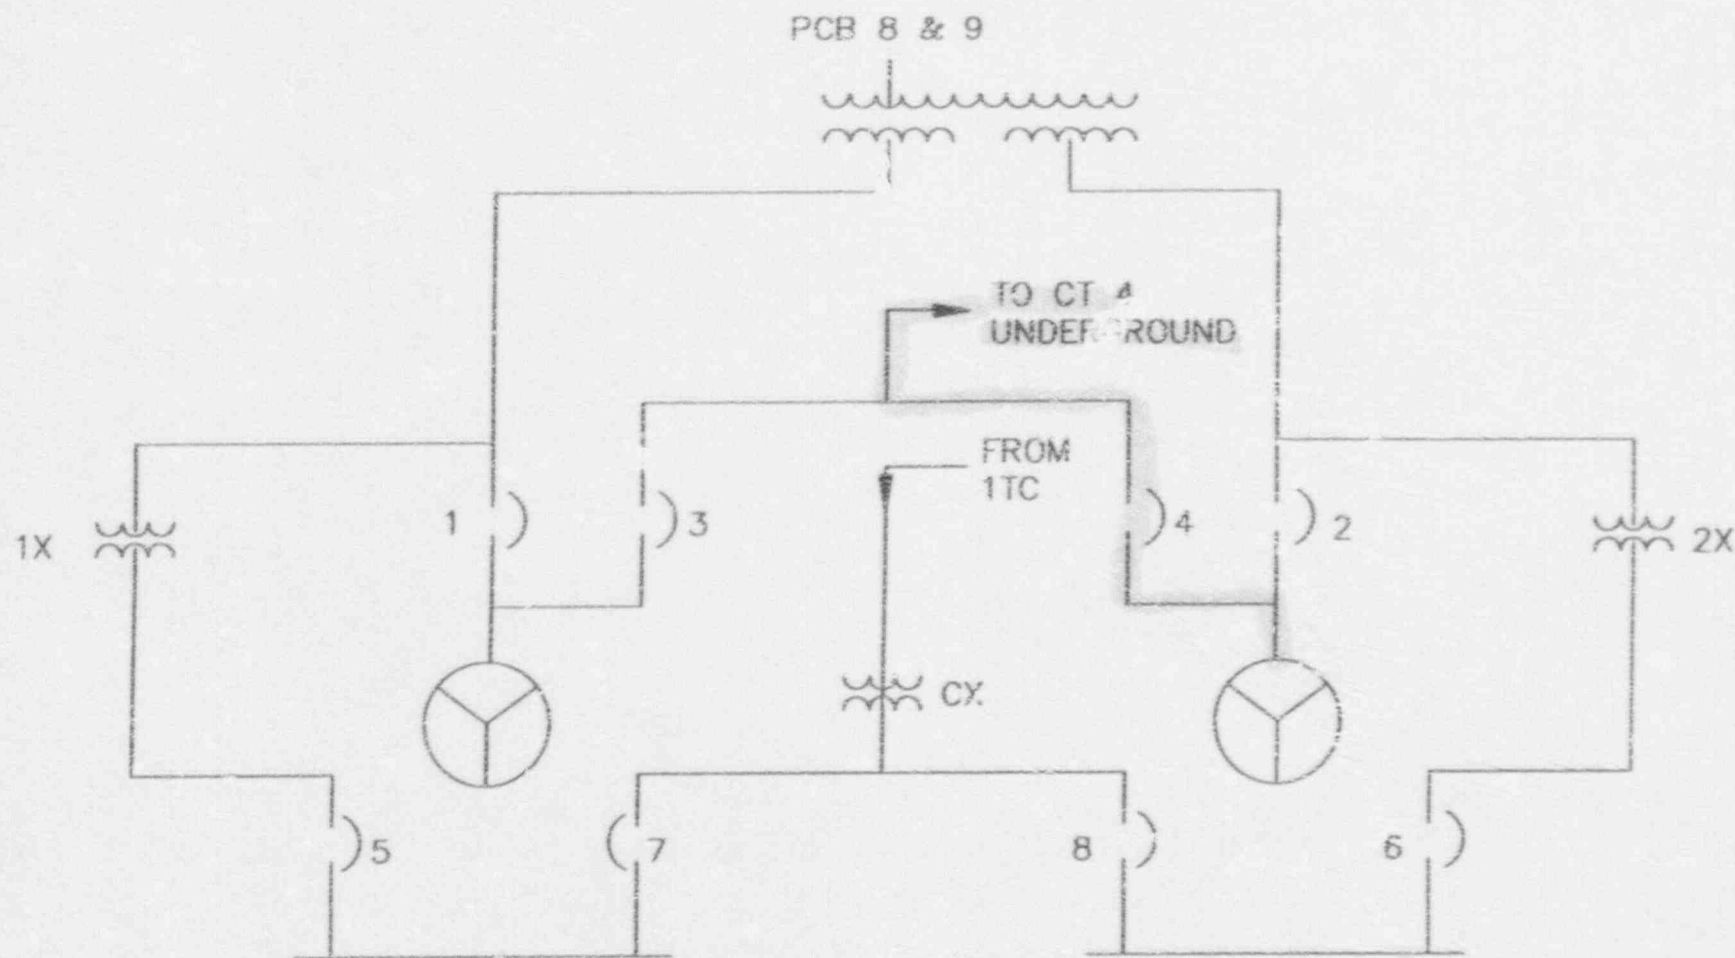 PCB 8 & 9
TO CT 4
UNDERGROUND
FROM
1TC
1
3
4
2
1X
2X
CX
5
7
8
6